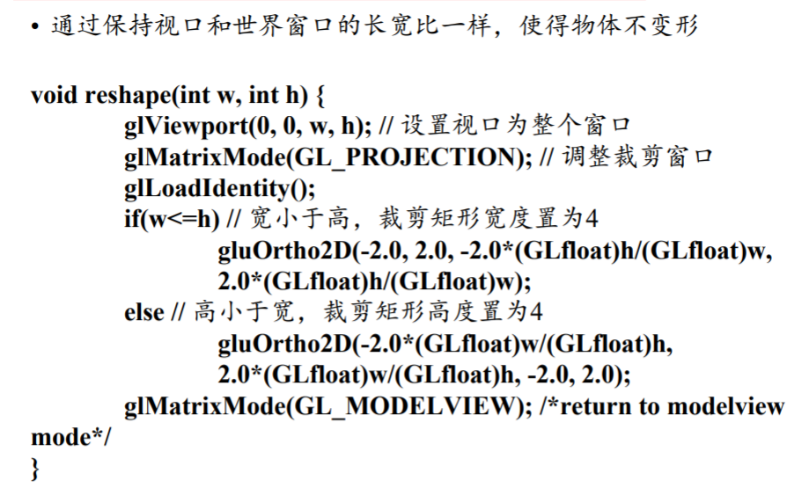 • 通过保持视口和世界窗口的长宽比一样，使得物体不变形
void reshape(int w, int h) {
glViewport(0, 0, w, h); // 设置视口为整个窗口
glMatrixMode(GL_PROJECTION); // 调整裁剪窗口
glLoadIdentity();
if(w<=h) // 宽小于高，裁剪矩形宽度置为4
gluOrtho2D(-2.0, 2.0, -2.0*(GLfloat)h/(GLfloat)w,
2.0*(GLfloat)h/(GLfloat)w);
else // 高小于宽，裁剪矩形高度置为4
gluOrtho2D(-2.0*(GLfloat)w/(GLfloat)h,
2.0*(GLfloat)w/(GLfloat)h, -2.0, 2.0);
glMatrixMode(GL_MODELVIEW); /*return to modelview
mode*/
}